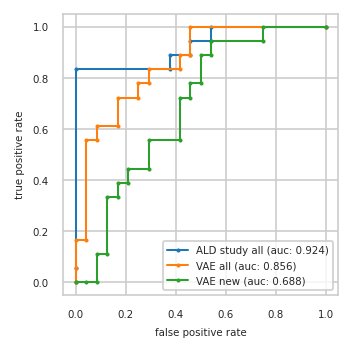 true positive rate
1.0
0.8
0.6
0.4
0.2
0.0
ALD study all (auc: 0.924)
VAE all (auc: 0.856)
VAE new (auc: 0.688)
0.0 0.2 0.4 0.6 0.8 1.0
false positive rate